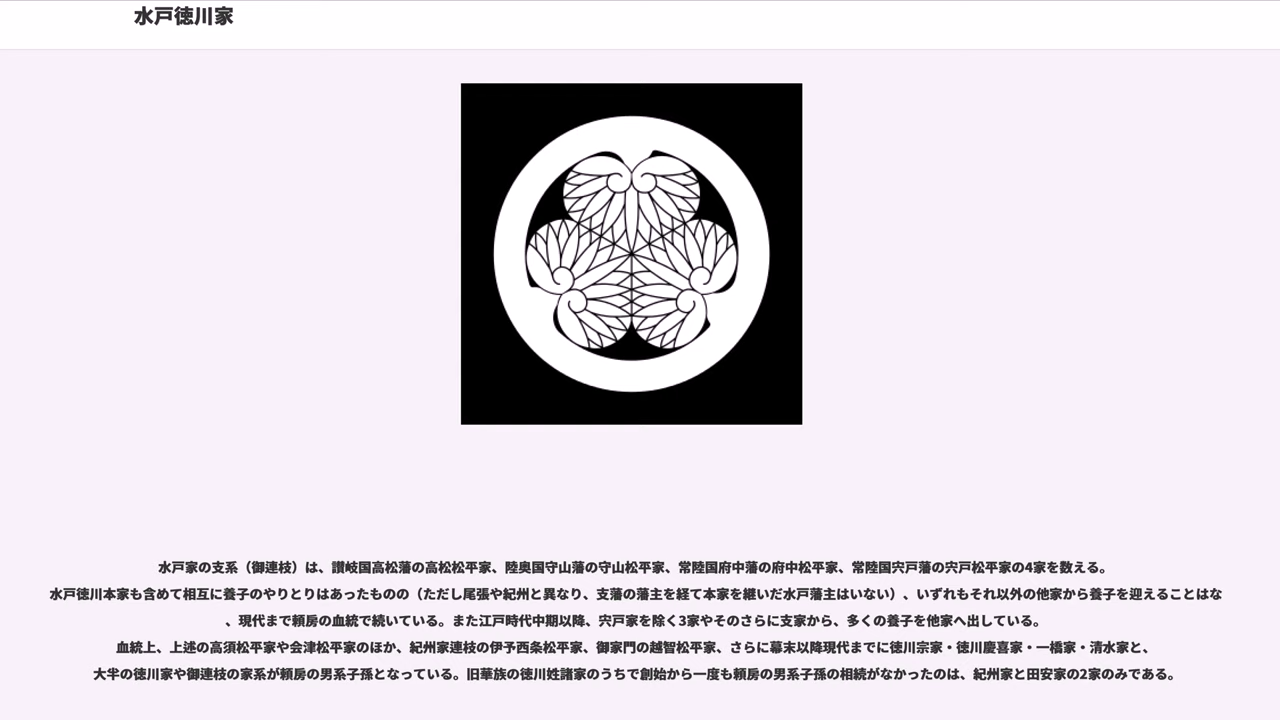 水戸徳川家
水戸家の支系（御連枝）は、讃岐国高松藩の高松松平家、陸奥国守山藩の守山松平家、常陸国府中藩の府中松平家、常陸国宍戸藩の宍戸松平家の4家を数える。
水戸徳川本家も含めて相互に養子のやりとりはあったものの（ただし尾張や紀州と異なり、支藩の藩主を経て本家を継いだ水戸藩主はいない）、いずれもそれ以外の他家から養子を迎えることはな
、現代まで頼房の血統で続いている。また江戸時代中期以降、宍戸家を除く3家やそのさらに支家から、多くの養子を他家へ出している。
血統上、上述の高須松平家や会津松平家のほか、紀州家連枝の伊予西条松平家、御家門の越智松平家、さらに幕末以降現代までに徳川宗家・徳川慶喜家・一橋家・清水家と、
大半の徳川家や御連枝の家系が頼房の男系子孫となっている。旧華族の徳川姓諸家のうちで創始から一度も頼房の男系子孫の相続がなかったのは、紀州家と田安家の2家のみである。